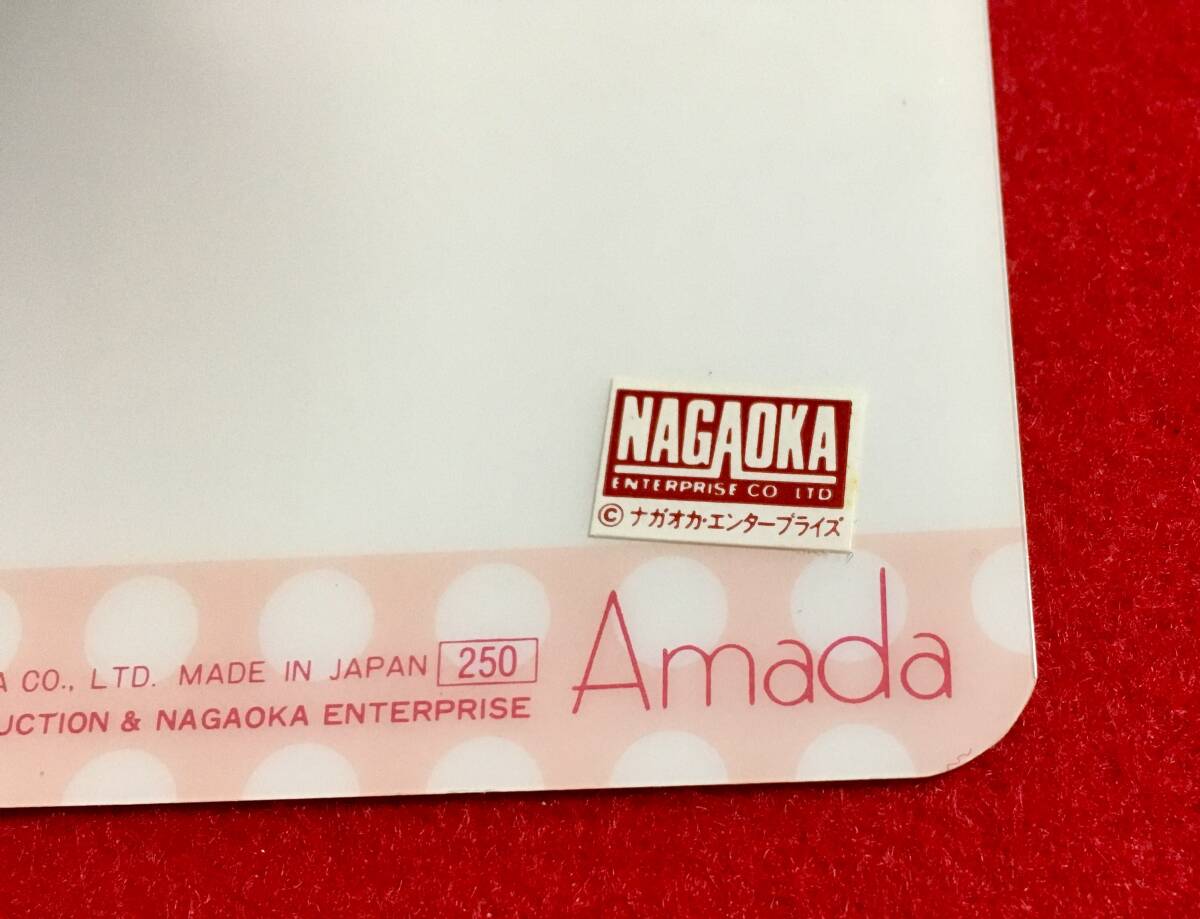 NAGAOKA
ENTERPRISE CO LTD
©ナガオカ・エンタープライズ
CO., LTD. MADE IN JAPAN 250
& NAGAOKA ENTERPRISE
Amada